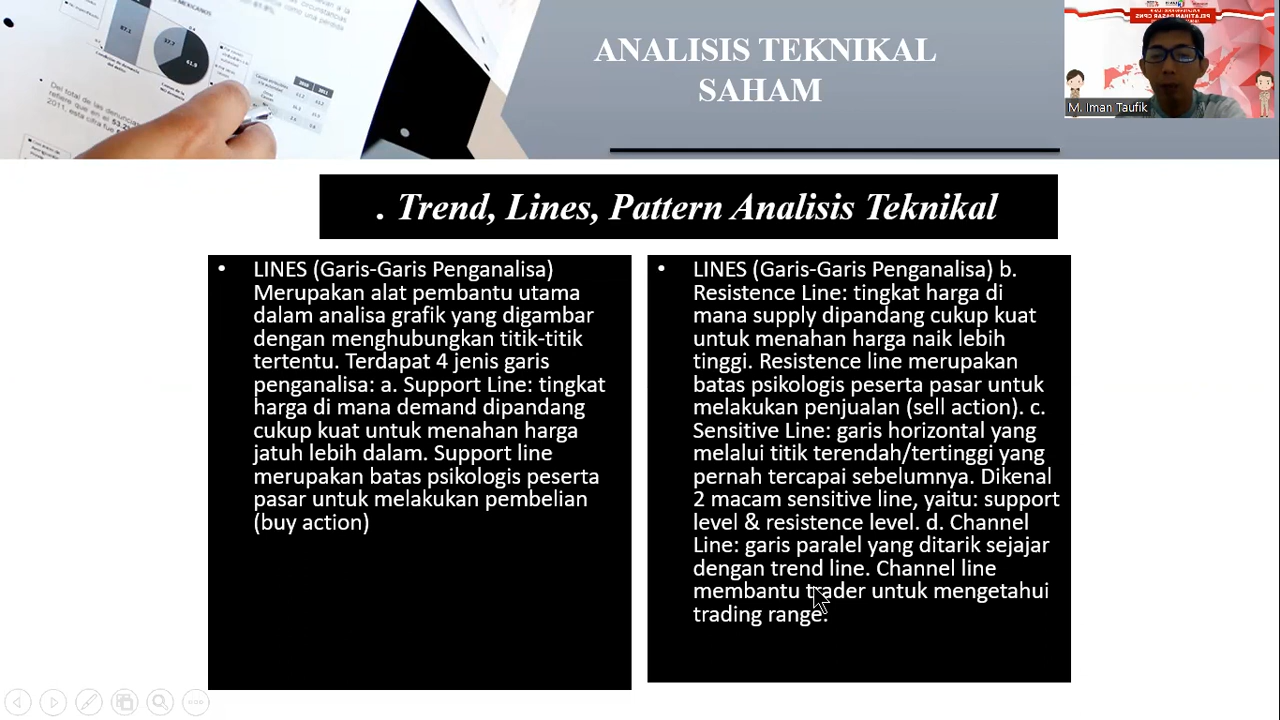 ANALISIS TEKNIKAL
SAHAM
M. Iman Taufik
. Trend, Lines, Pattern Analisis Teknikal
• LINES (Garis-Garis Penganalisa)
Merupakan alat pembantu utama
dalam analisa grafik yang digambar
dengan menghubungkan titik-titik
tertentu. Terdapat 4 jenis garis
penganalisa: a. Support Line: tingkat
harga di mana demand dipandang
cukup kuat untuk menahan harga
jatuh lebih dalam. Support line
merupakan batas psikologis peserta
pasar untuk melakukan pembelian
(buy action)
• LINES (Garis-Garis Penganalisa) b.
Resistence Line: tingkat harga di
mana supply dipandang cukup kuat
untuk menahan harga naik lebih
tinggi. Resistence line merupakan
batas psikologis peserta pasar untuk
melakukan penjualan (sell action). c.
Sensitive Line: garis horizontal yang
melalui titik terendah/tertinggi yang
pernah tercapai sebelumnya. Dikenal
2 macam sensitive line, yaitu: support
level & resistence level. d. Channel
Line: garis paralel yang ditarik sejajar
dengan trend line. Channel line
membantu trader untuk mengetahui
trading range.